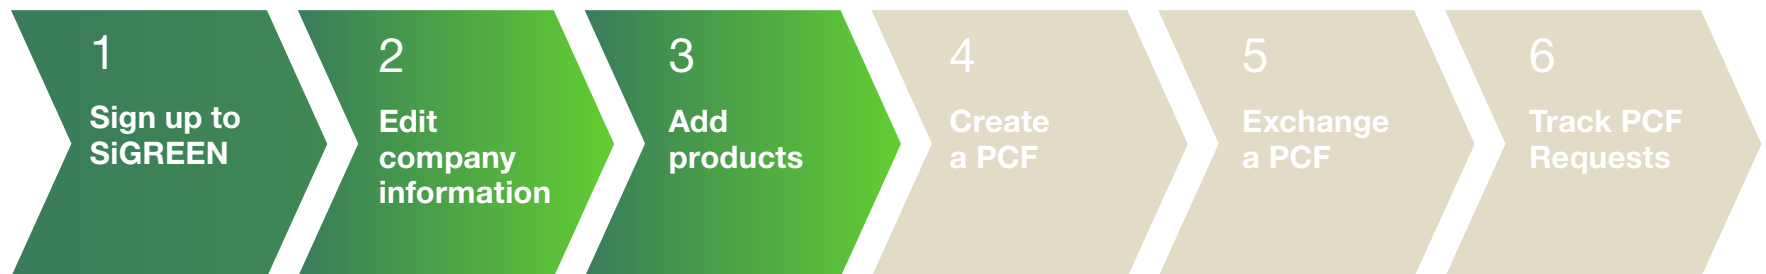 1
Sign up to
SiGREEN
2
Edit
company
information
3
Add
products
4
Create
a PCF
5
Exchange
a PCF
6
Track PCF
Requests